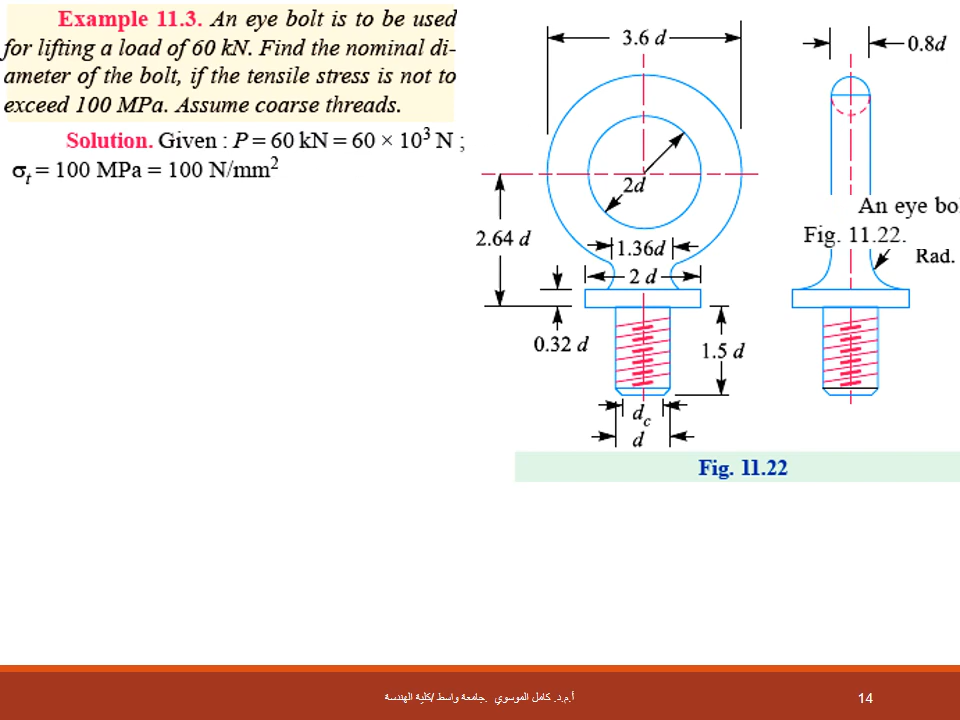 Example 11.3. An eye bolt is to be used
for lifting a load of 60 kN. Find the nominal di-
ameter of the bolt, if the tensile stress is not to
exceed 100 MPa. Assume coarse threads.
Solution. Given : P = 60 kN = 60 × 10³ N ;
σₜ = 100 MPa = 100 N/mm²
3.6 d
0.8d
2d
An eye bo
Fig. 11.22.
2.64 d
1.36d
Rad.
2 d
0.32 d
1.5 d
d_c
d
Fig. 11.22
أ.م.د. كامل الموسوي .جامعة واسط /كلية الهندسة
14